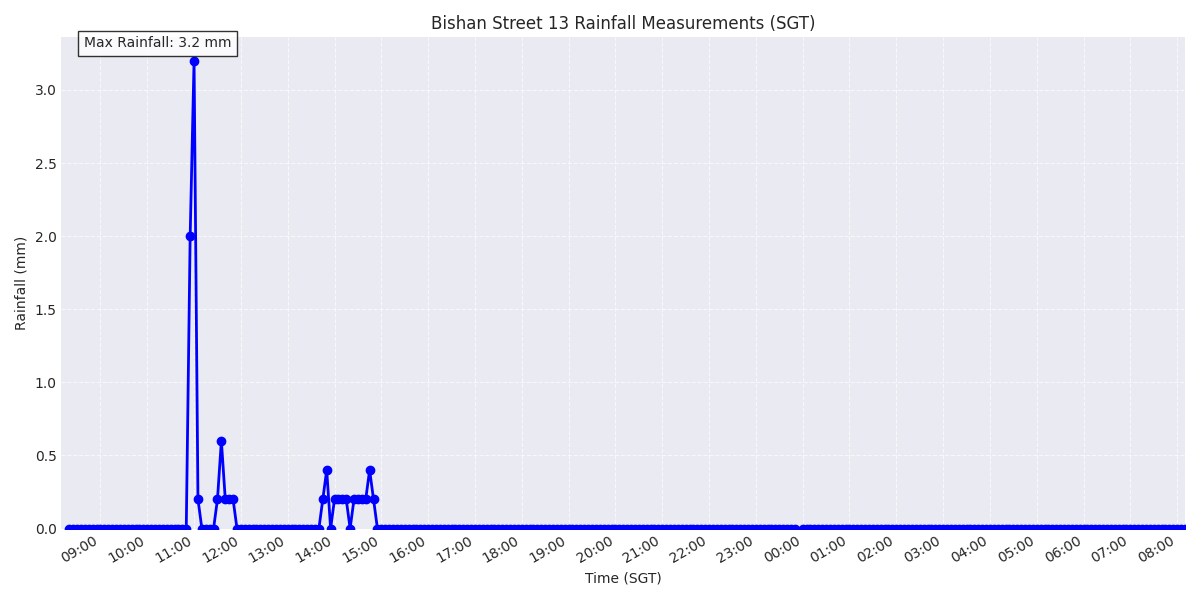 Bishan Street 13 Rainfall Measurements (SGT)
Max Rainfall: 3.2 mm
3.0
2.5
2.0
1.5
1.0
0.5
0.0
Rainfall (mm)
09:00 10:00 11:00 12:00 13:00 14:00 15:00 16:00 17:00 18:00 19:00 20:00 21:00 22:00 23:00 00:00 01:00 02:00 03:00 04:00 05:00 06:00 07:00 08:00
Time (SGT)